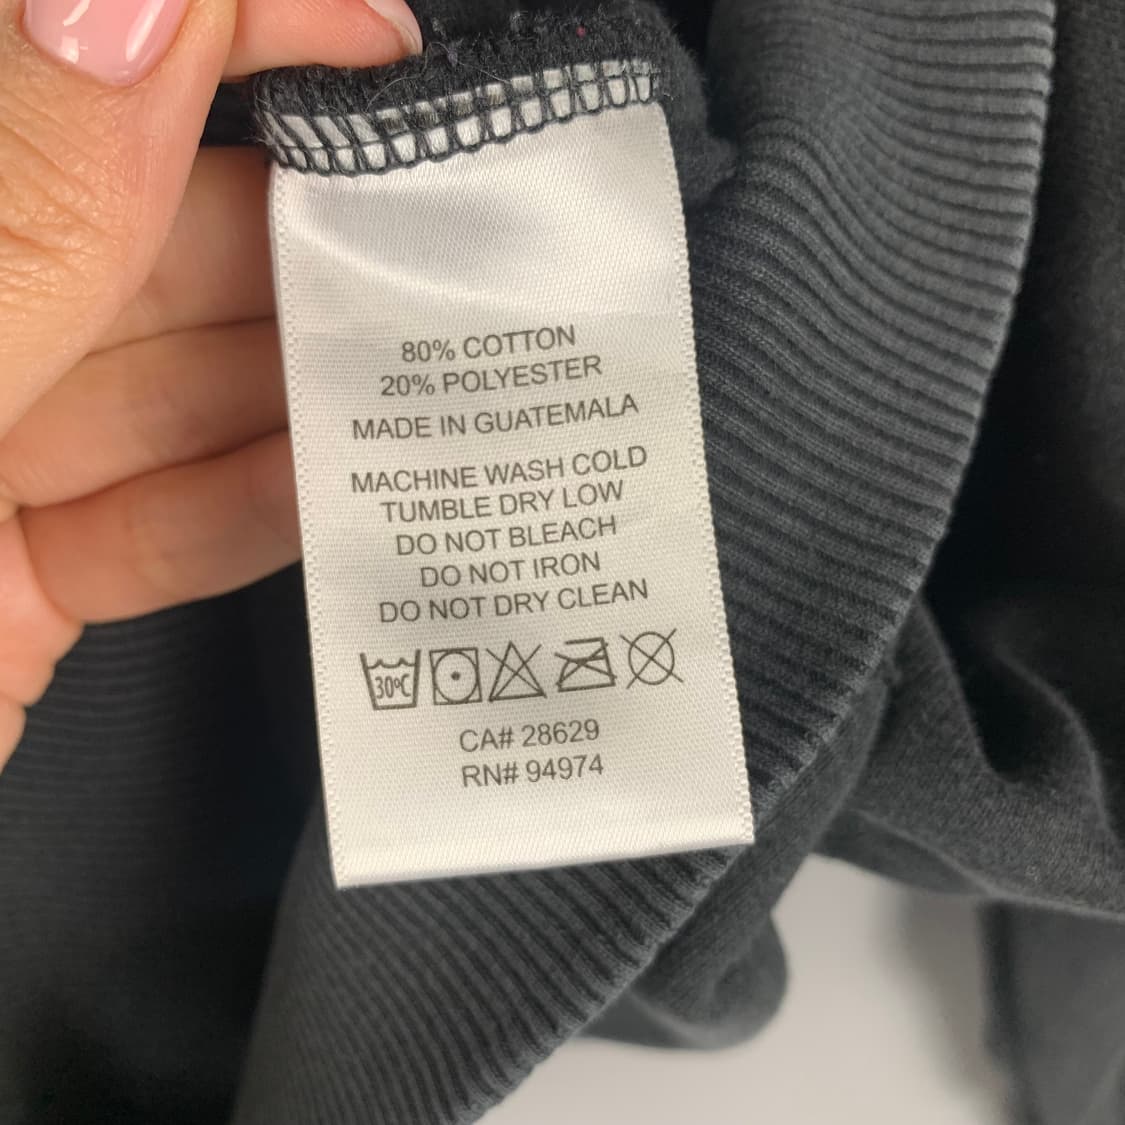 80% COTTON
20% POLYESTER
MADE IN GUATEMALA
MACHINE WASH COLD
TUMBLE DRY LOW
DO NOT BLEACH
DO NOT IRON
DO NOT DRY CLEAN
30ºC
CA# 28629
RN# 94974